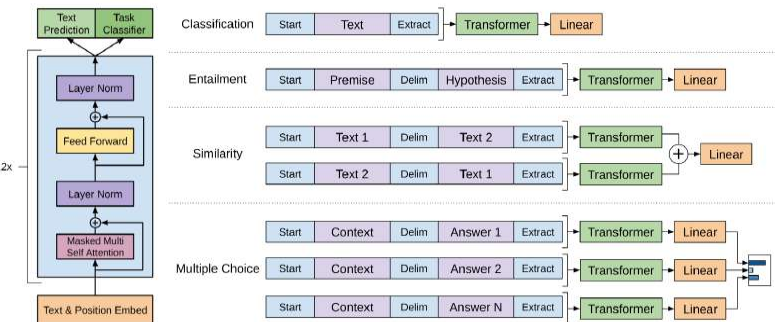 Text
Prediction
Task
Classifier
Layer Norm
+
Feed Forward
2x
Layer Norm
+
Masked Multi
Self Attention
Text & Position Embed
Classification
Start Text Extract Transformer Linear
Entailment
Start Premise Delim Hypothesis Extract Transformer Linear
Similarity
Start Text 1 Delim Text 2 Extract Transformer
+ Linear
Start Text 2 Delim Text 1 Extract Transformer
Multiple Choice
Start Context Delim Answer 1 Extract Transformer Linear
Start Context Delim Answer 2 Extract Transformer Linear
Start Context Delim Answer N Extract Transformer Linear